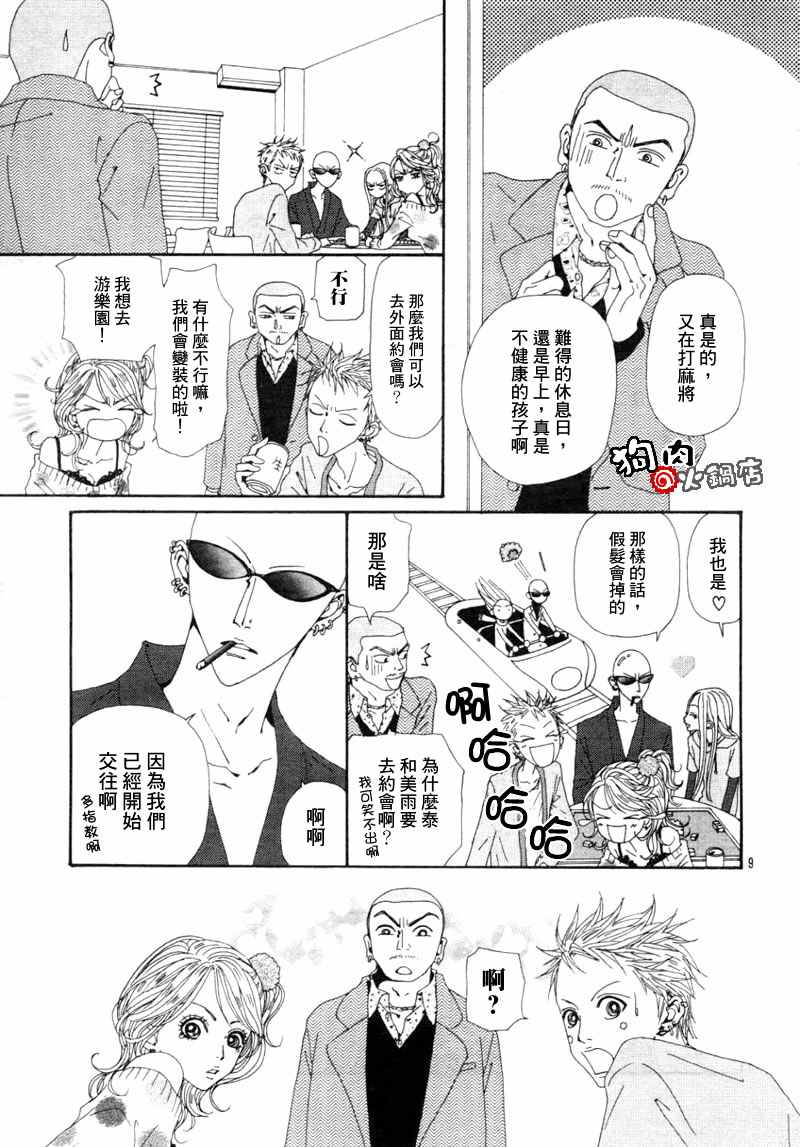 真是的，
又在打麻將
難得的休息日，
還是早上，真是
不健康的孩子啊
狗肉
火鍋店
那麼我們可以
去外面約會嗎？
不行
有什麼不行嘛，
我們會變裝的啦！
我想去
游樂園！
我也是♡
那樣的話，
假髮會掉的
那是啥
啊哈哈哈
為什麼泰
和美雨要
去約會啊？
我可笑不出啊
啊啊
因為我們
已經開始
交往啊
多指教啊
9
啊？